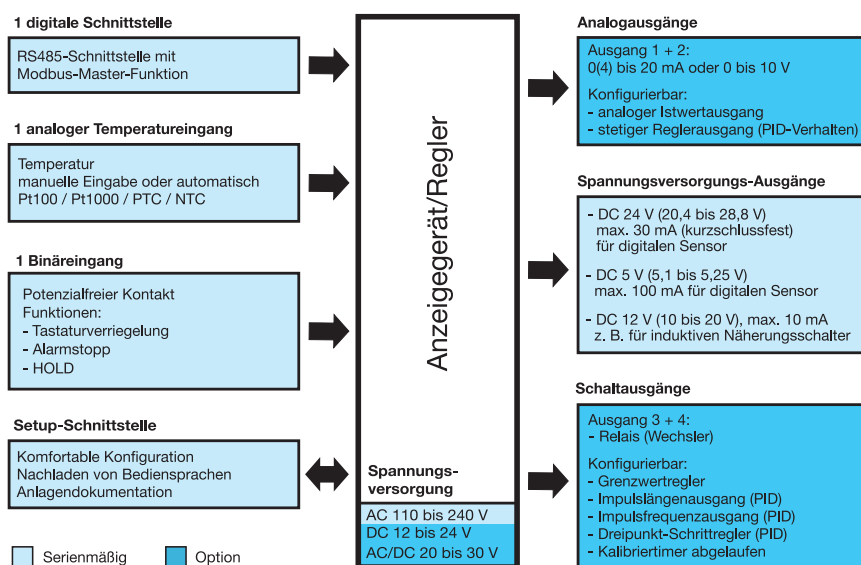 1 digitale Schnittstelle
RS485-Schnittstelle mit
Modbus-Master-Funktion
1 analoger Temperatureingang
Temperatur
manuelle Eingabe oder automatisch
Pt100 / Pt1000 / PTC / NTC
1 Binäreingang
Potenzialfreier Kontakt
Funktionen:
- Tastaturverriegelung
- Alarmstopp
- HOLD
Setup-Schnittstelle
Komfortable Konfiguration
Nachladen von Bediensprachen
Anlagendokumentation
Serienmäßig
Option
Anzeigegerät/Regler
Spannungs-
versorgung
AC 110 bis 240 V
DC 12 bis 24 V
AC/DC 20 bis 30 V
Analogausgänge
Ausgang 1 + 2:
0(4) bis 20 mA oder 0 bis 10 V
Konfigurierbar:
- analoger Istwertausgang
- stetiger Reglerausgang (PID-Verhalten)
Spannungsversorgungs-Ausgänge
- DC 24 V (20,4 bis 28,8 V)
max. 30 mA (kurzschlussfest)
für digitalen Sensor
- DC 5 V (5,1 bis 5,25 V)
max. 100 mA für digitalen Sensor
- DC 12 V (10 bis 20 V), max. 10 mA
z. B. für induktiven Näherungsschalter
Schaltausgänge
Ausgang 3 + 4:
- Relais (Wechsler)
Konfigurierbar:
- Grenzwertregler
- Impulslängenausgang (PID)
- Impulsfrequenzausgang (PID)
- Dreipunkt-Schrittregler (PID)
- Kalibriertimer abgelaufen